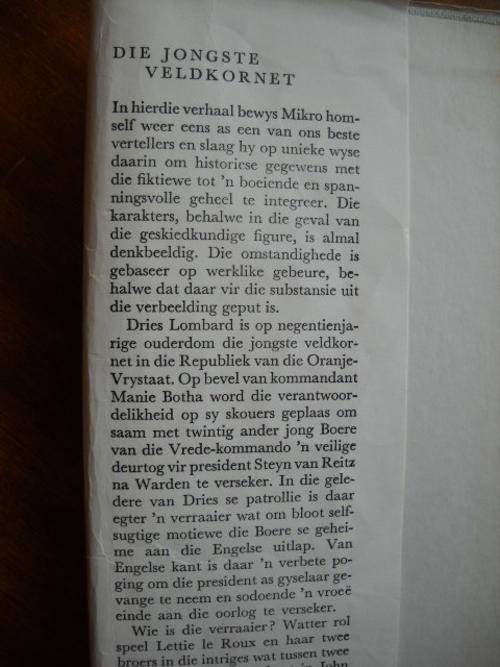 DIE JONGSTE
VELDKORNET
In hierdie verhaal bewys Mikro hom-
self weer eens as een van ons beste
vertellers en slaag hy op unieke wyse
daarin om historiese gegewens met
die fiktiewe tot 'n boeiende en span-
ningsvolle geheel te integreer. Die
karakters, behalwe in die geval van
die geskiedkundige figure, is almal
denkbeeldig. Die omstandighede is
gebaseer op werklike gebeure, be-
halwe dat daar vir die substansie uit
die verbeelding geput is.
Dries Lombard is op negentienja-
rige ouderdom die jongste veldkor-
net in die Republiek van die Oranje-
Vrystaat. Op bevel van kommandant
Manie Botha word die verantwoor-
delikheid op sy skouers geplaas om
saam met twintig ander jong Boere
van die Vrede-kommando 'n veilige
deurtog vir president Steyn van Reitz
na Warden te verseker. In die gele-
dere van Dries se patrollie is daar
egter 'n verraaier wat om bloot self-
sugtige motiewe die Boere se gehei-
me aan die Engelse uitlap. Van
Engelse kant is daar 'n verbete po-
ging om die president as gyselaar ge-
vange te neem en sodoende 'n vroeë
einde aan die oorlog te verseker.
Wie is die verraaier? Watter rol
speel Lettie le Roux en haar twee
broers in die intriges wat tussen twee
'n John